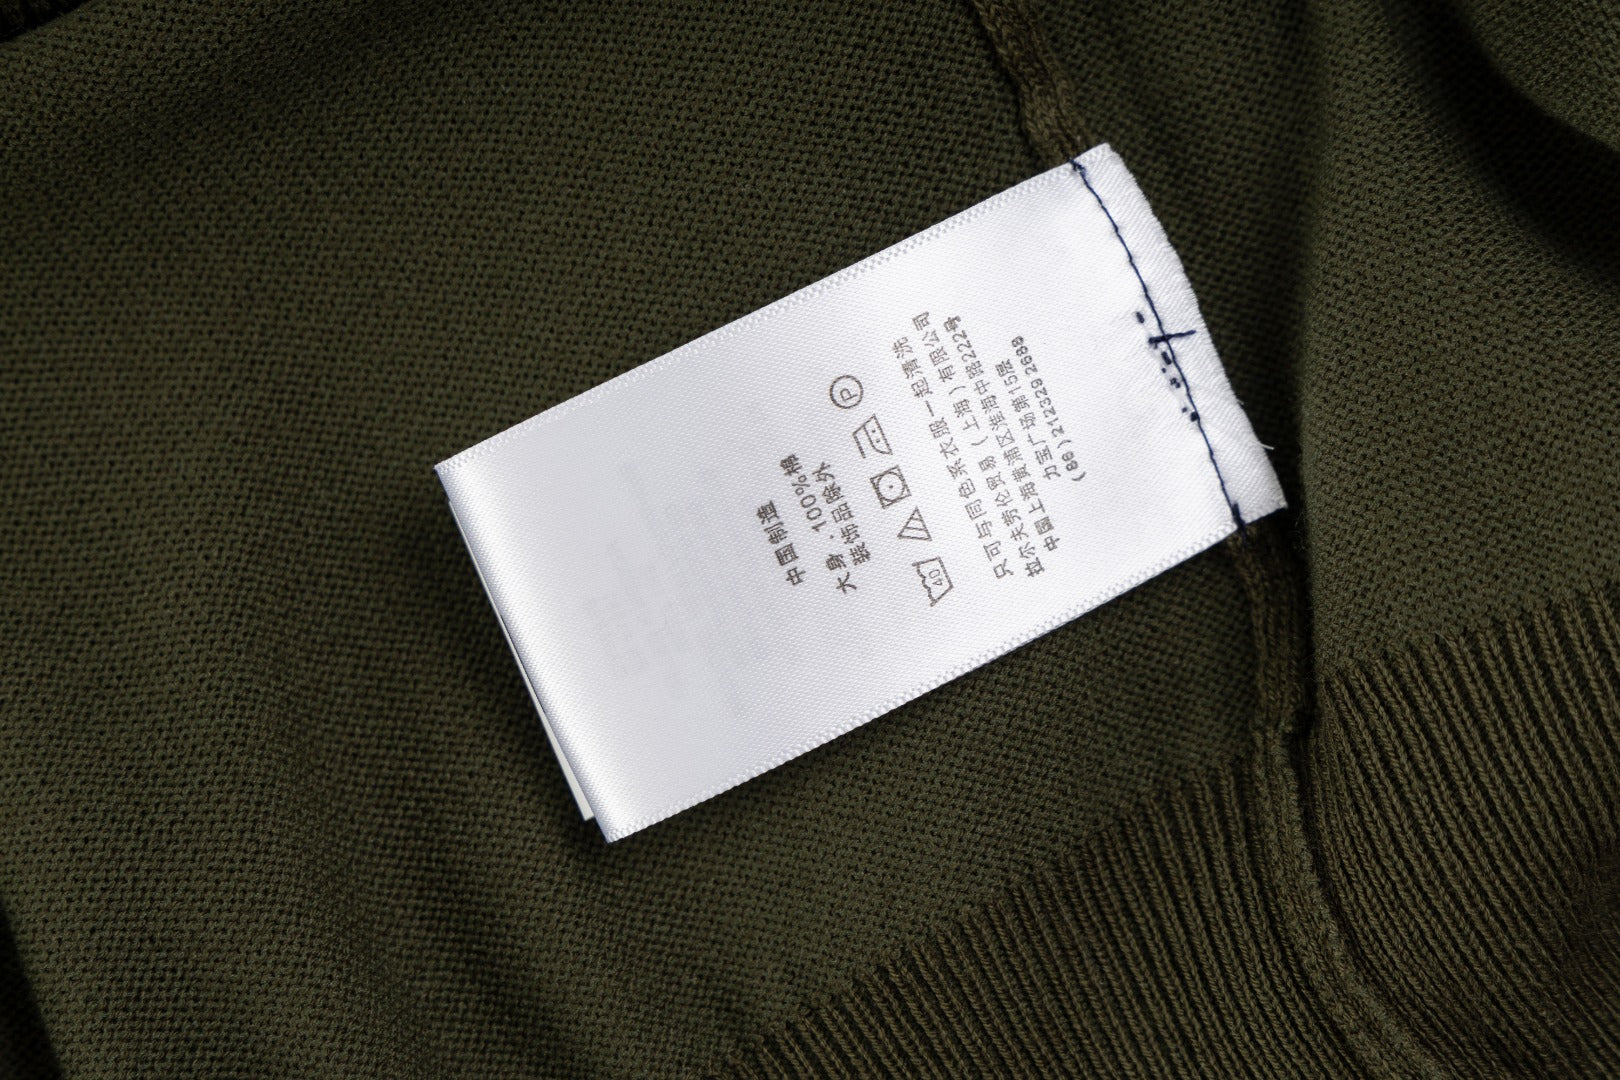 中国制造
大身:100%棉
装饰品除外
40
P
只可与同色系衣服一起清洗
拉尔夫劳伦贸易(上海)有限公司
中国上海黄浦区淮海中路222号
力宝广场第15层
(86)2123292688